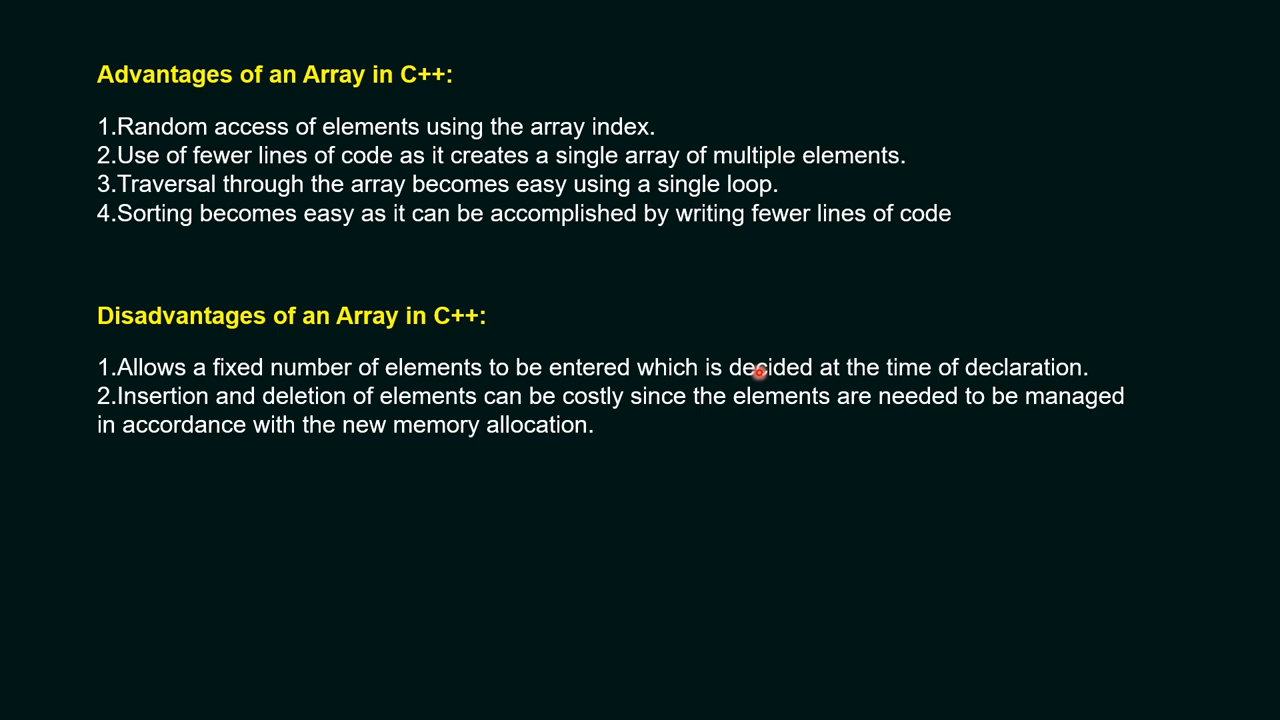 Advantages of an Array in C++:
1.Random access of elements using the array index.
2.Use of fewer lines of code as it creates a single array of multiple elements.
3.Traversal through the array becomes easy using a single loop.
4.Sorting becomes easy as it can be accomplished by writing fewer lines of code
Disadvantages of an Array in C++:
1.Allows a fixed number of elements to be entered which is decided at the time of declaration.
2.Insertion and deletion of elements can be costly since the elements are needed to be managed
in accordance with the new memory allocation.